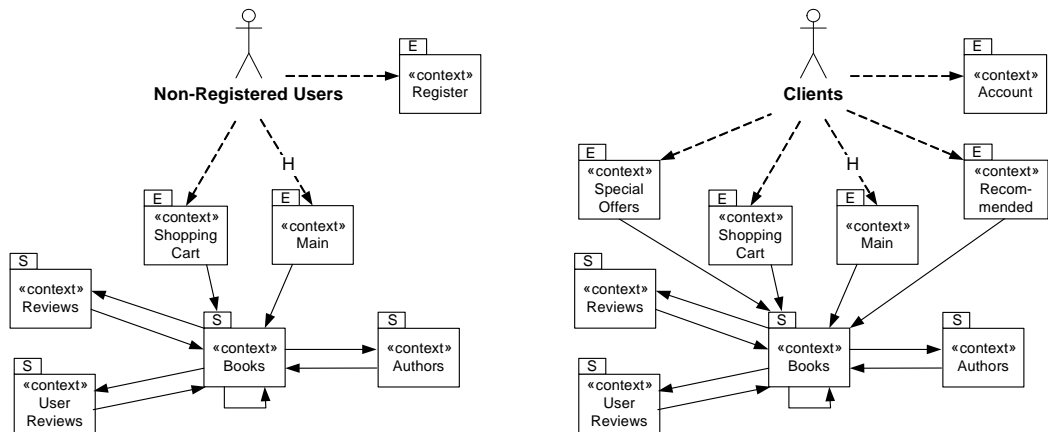 E
«context»
Register
Non-Registered Users
H
E
«context»
Shopping
Cart
E
«context»
Main
S
«context»
Reviews
S
«context»
Books
S
«context»
Authors
S
«context»
User
Reviews
E
«context»
Account
Clients
H
E
«context»
Special
Offers
E
«context»
Shopping
Cart
E
«context»
Main
E
«context»
Recom-
mended
S
«context»
Reviews
S
«context»
Books
S
«context»
Authors
S
«context»
User
Reviews